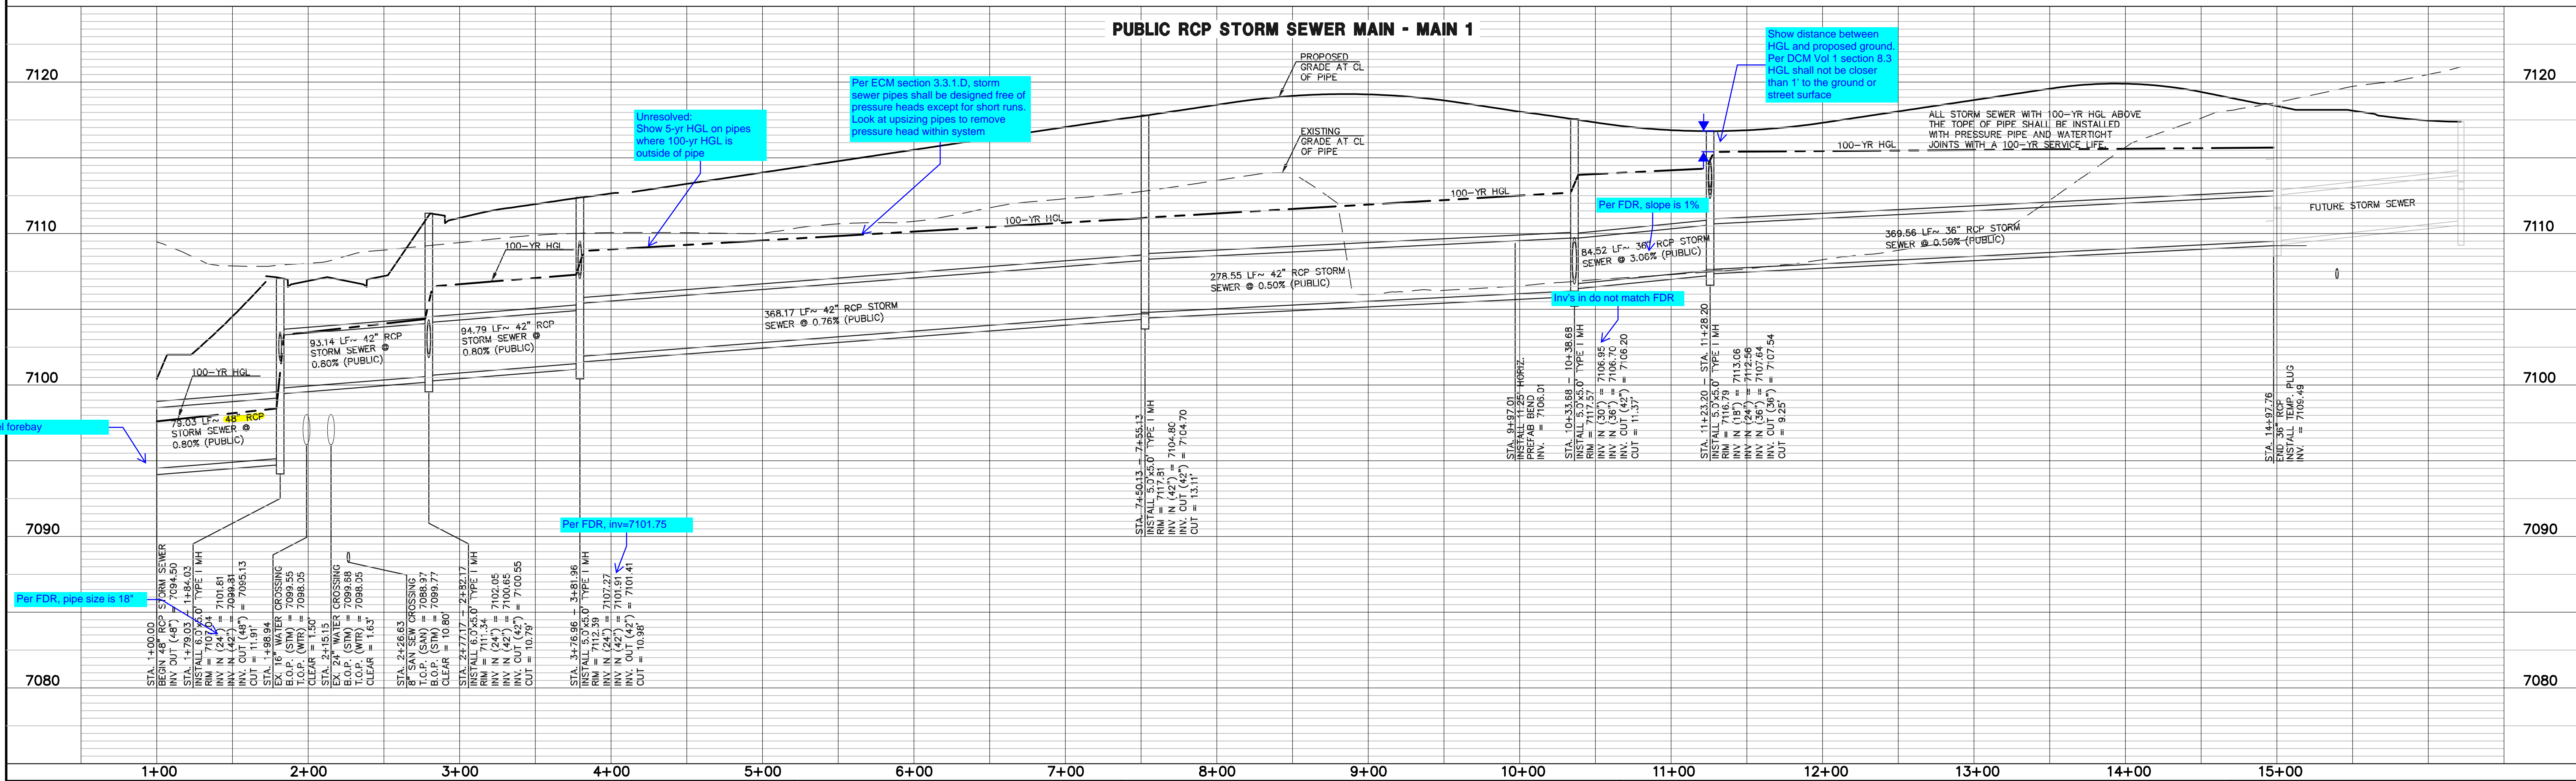 PUBLIC RCP STORM SEWER MAIN - MAIN 1
7120
7110
7100
7090
7080
7120
7110
7100
7090
7080
Show distance between
HGL and proposed ground.
Per DCM Vol 1 section 8.3
HGL shall not be closer
than 1' to the ground or
street surface
Per ECM section 3.3.1.D, storm
sewer pipes shall be designed free of
pressure heads except for short runs.
Look at upsizing pipes to remove
pressure head within system
Unresolved:
Show 5-yr HGL on pipes
where 100-yr HGL is
outside of pipe
PROPOSED
GRADE AT CL
OF PIPE
EXISTING
GRADE AT CL
OF PIPE
ALL STORM SEWER WITH 100-YR HGL ABOVE
THE TOPE OF PIPE SHALL BE INSTALLED
WITH PRESSURE PIPE AND WATERTIGHT
JOINTS WITH A 100-YR SERVICE LIFE.
100-YR HGL
100-YR HGL
100-YR HGL
100-YR HGL
100-YR HGL
Per FDR, slope is 1%
FUTURE STORM SEWER
79.03 LF~ 48" RCP
STORM SEWER @
0.80% (PUBLIC)
93.14 LF~ 42" RCP
STORM SEWER @
0.80% (PUBLIC)
94.79 LF~ 42" RCP
STORM SEWER @
0.80% (PUBLIC)
368.17 LF~ 42" RCP STORM
SEWER @ 0.76% (PUBLIC)
278.55 LF~ 42" RCP STORM
SEWER @ 0.50% (PUBLIC)
84.52 LF~ 36" RCP STORM
SEWER @ 3.06% (PUBLIC)
369.56 LF~ 36" RCP STORM
SEWER @ 0.50% (PUBLIC)
Inv's in do not match FDR
el forebay
Per FDR, inv=7101.75
Per FDR, pipe size is 18"
STA. 1+00.00
BEGIN 48" RCP STORM SEWER
INV OUT (48") = 7094.50
STA. 1+79.03 - 1+84.03
INSTALL 6.0'x5.0' TYPE I MH
RIM = 7107.04
INV IN (24") = 7101.81
INV IN (42") = 7099.81
INV. OUT (48") = 7095.13
CUT = 11.91'
STA. 1+98.94
EX. 16" WATER CROSSING
B.O.P. (STM) = 7099.55
T.O.P. (WTR) = 7098.05
CLEAR = 1.50'
STA. 2+15.15
EX. 24" WATER CROSSING
B.O.P. (STM) = 7099.68
T.O.P. (WTR) = 7098.05
CLEAR = 1.63'
STA. 2+26.63
8" SAN SEW CROSSING
T.O.P. (SAN) = 7088.97
B.O.P. (STM) = 7099.77
CLEAR = 10.80'
STA. 2+77.17 - 2+82.17
INSTALL 6.0'x5.0' TYPE I MH
RIM = 7111.34
INV IN (24") = 7102.05
INV IN (42") = 7100.65
INV. OUT (42") = 7100.55
CUT = 10.79'
STA. 3+76.96 - 3+81.96
INSTALL 5.0'x5.0' TYPE I MH
RIM = 7112.39
INV IN (24") = 7107.27
INV IN (42") = 7101.91
INV. OUT (42") = 7101.41
CUT = 10.98'
STA. 7+50.13 - 7+55.13
INSTALL 5.0'x5.0' TYPE I MH
RIM = 7117.81
INV IN (42") = 7104.80
INV. OUT (42") = 7104.70
CUT = 13.11'
STA. 9+97.01
INSTALL 11.25° HORIZ.
PREFAB BEND
INV. = 7106.01
STA. 10+33.68 - 10+38.68
INSTALL 5.0'x5.0' TYPE I MH
RIM = 7117.57
INV IN (30") = 7106.95
INV IN (36") = 7106.70
INV. OUT (42") = 7106.20
CUT = 11.37'
STA. 11+23.20 - STA. 11+28.20
INSTALL 5.0'x5.0' TYPE I MH
RIM = 7116.79
INV IN (18") = 7113.06
INV IN (24") = 7112.56
INV IN (36") = 7107.64
INV. OUT (36") = 7107.54
CUT = 9.25'
STA. 14+97.76
END 36" RCP
INSTALL TEMP. PLUG
INV. = 7109.49
1+00
2+00
3+00
4+00
5+00
6+00
7+00
8+00
9+00
10+00
11+00
12+00
13+00
14+00
15+00